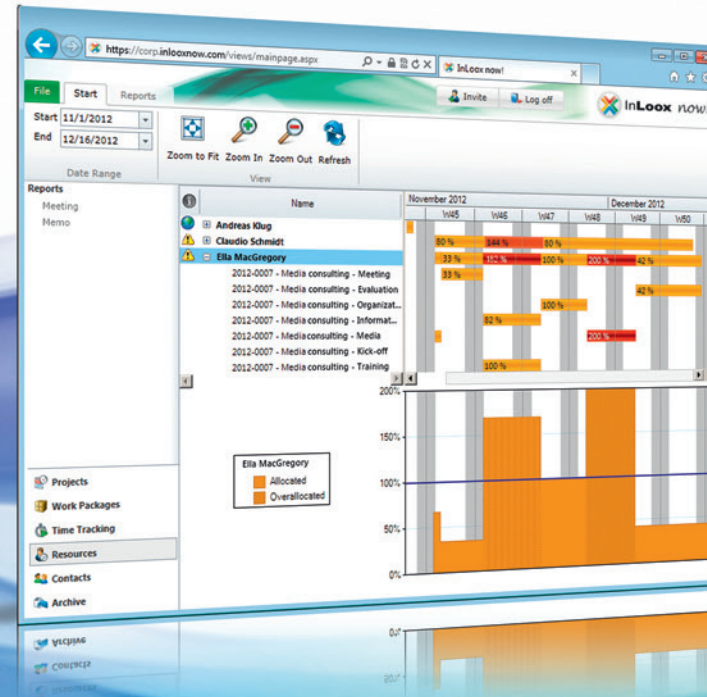 https://corp.inlooxnow.com/views/mainpage.aspx
InLoox now!
File
Start
Reports
Invite
Log off
InLoox now
Start 11/1/2012
End 12/16/2012
Date Range
Zoom to Fit Zoom In Zoom Out Refresh
View
Reports
Meeting
Memo
Name
November 2012
December 2012
W45 W46 W47 W48 W49 W50
Andreas Klug
Claudio Schmidt
80 % 144 % 80 %
Ella MacGregory
33 % 182 % 100 % 200 % 42 %
2012-0007 - Media consulting - Meeting
33 %
2012-0007 - Media consulting - Evaluation
42 %
2012-0007 - Media consulting - Organizat...
100 %
2012-0007 - Media consulting - Informat...
82 %
2012-0007 - Media consulting - Media
200 %
2012-0007 - Media consulting - Kick-off
2012-0007 - Media consulting - Training
100 %
200%
150%
100%
50%
0%
Ella MacGregory
Allocated
Overallocated
Projects
Work Packages
Time Tracking
Resources
Contacts
Archive